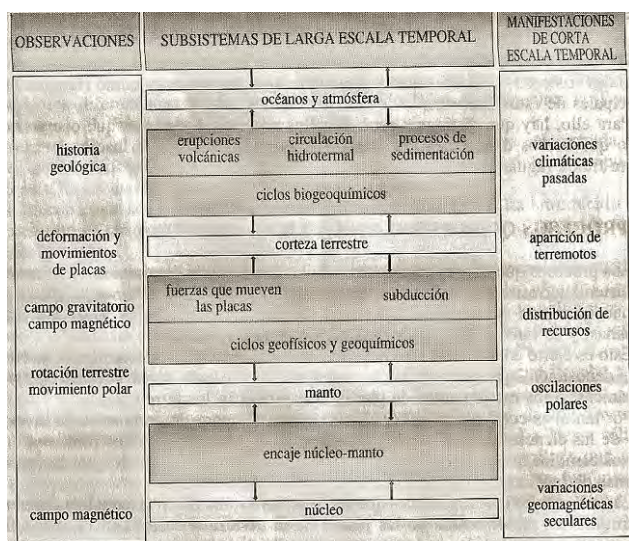 OBSERVACIONES
SUBSISTEMAS DE LARGA ESCALA TEMPORAL
MANIFESTACIONES
DE CORTA
ESCALA TEMPORAL
océanos y atmósfera
historia
geológica
erupciones
volcánicas
circulación
hidrotermal
procesos de
sedimentación
variaciones
climáticas
pasadas
ciclos biogeoquímicos
deformación y
movimientos
de placas
corteza terrestre
aparición de
terremotos
campo gravitatorio
campo magnético
fuerzas que mueven
las placas
subducción
distribución de
recursos
ciclos geofísicos y geoquímicos
rotación terrestre
movimiento polar
manto
oscilaciones
polares
encaje núcleo-manto
campo magnético
núcleo
variaciones
geomagnéticas
seculares